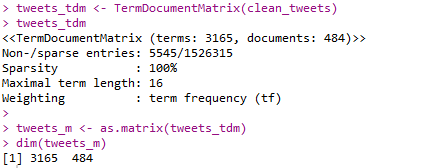 > tweets_tdm <- TermDocumentMatrix(clean_tweets)
> tweets_tdm
<<TermDocumentMatrix (terms: 3165, documents: 484)>>
Non-/sparse entries: 5545/1526315
Sparsity           : 100%
Maximal term length: 16
Weighting          : term frequency (tf)
>
> tweets_m <- as.matrix(tweets_tdm)
> dim(tweets_m)
[1] 3165  484